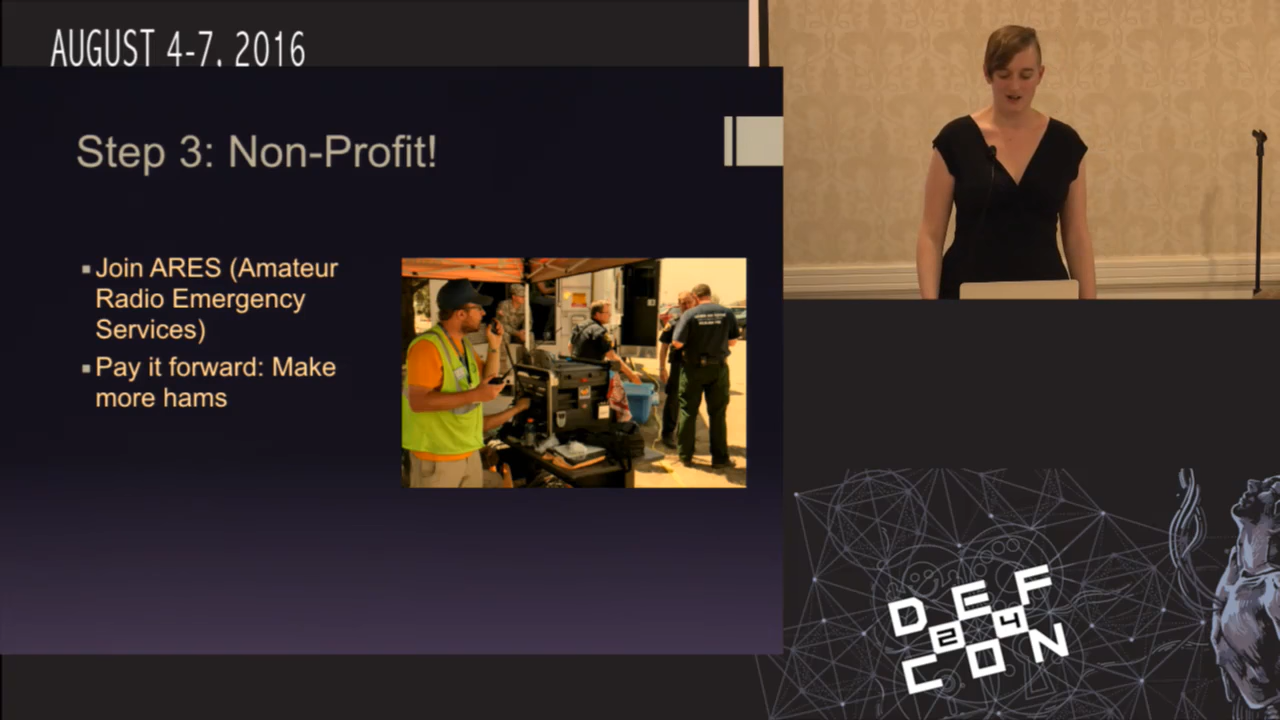 AUGUST 4-7, 2016
Step 3: Non-Profit!
Join ARES (Amateur
Radio Emergency
Services)
Pay it forward: Make
more hams
DEF
24
CON